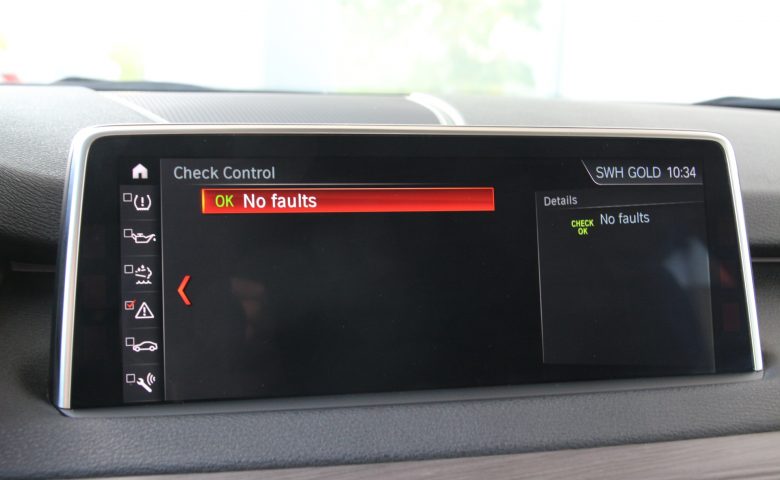 Check Control
SWH GOLD 10:34
OK No faults
Details
CHECK OK No faults